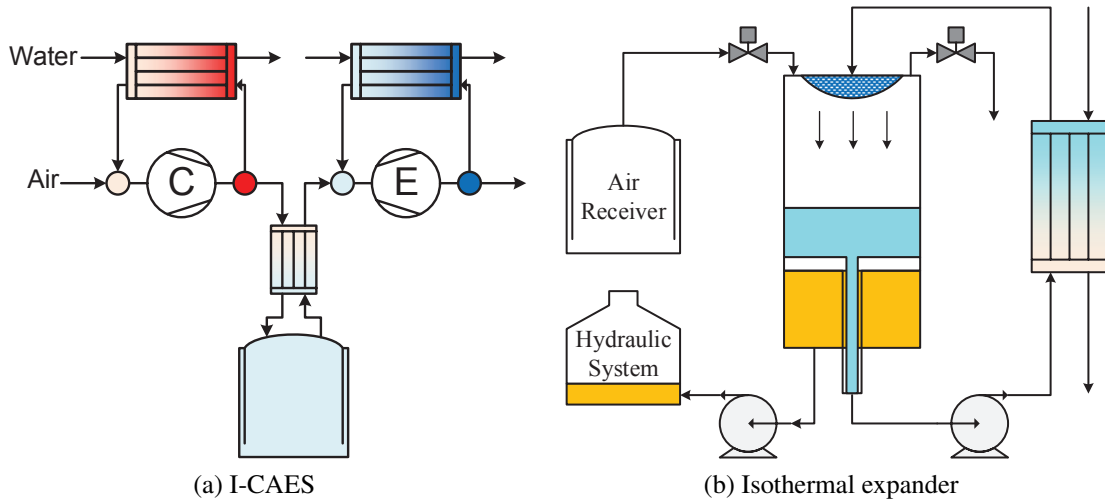 Water
Air
C
E
Air
Receiver
Hydraulic
System
(a) I-CAES
(b) Isothermal expander